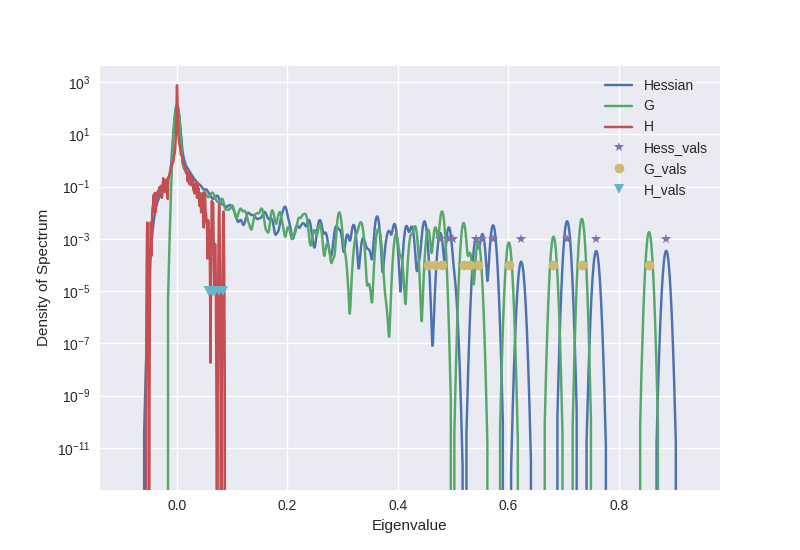 10³
10¹
10⁻¹
10⁻³
10⁻⁵
10⁻⁷
10⁻⁹
10⁻¹¹
Density of Spectrum
Hessian
G
H
Hess_vals
G_vals
H_vals
0.0 0.2 0.4 0.6 0.8
Eigenvalue